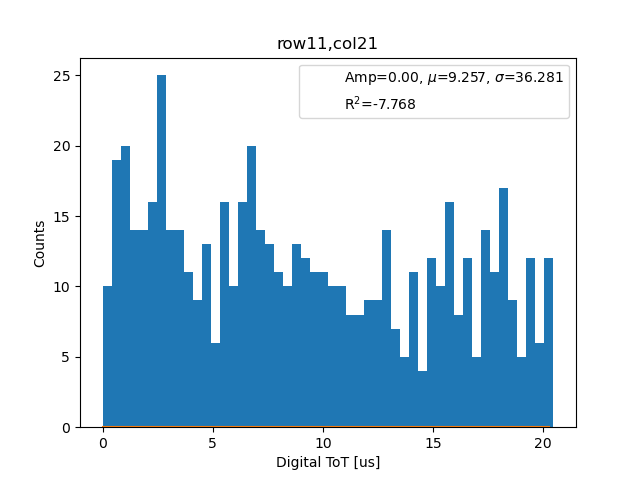 row11,col21
Amp=0.00, μ=9.257, σ=36.281
R²=-7.768
25
20
15
10
5
0
Counts
0 5 10 15 20
Digital ToT [us]